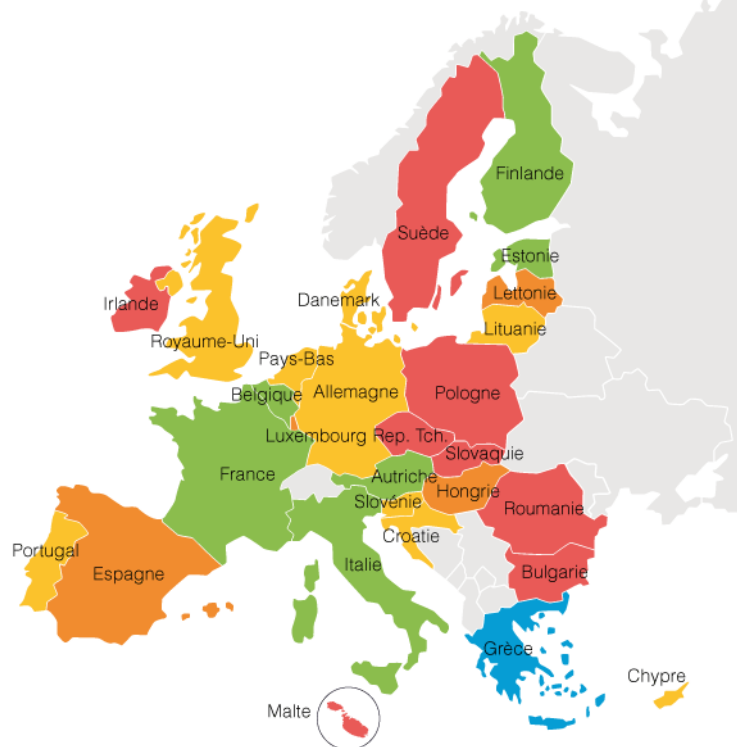 Finlande
Suède
Estonie
Lettonie
Danemark
Irlande
Lituanie
Royaume-Uni
Pays-Bas
Allemagne
Belgique
Pologne
Luxembourg
Rep. Tch.
Slovaquie
France
Autriche
Hongrie
Slovénie
Roumanie
Croatie
Portugal
Italie
Espagne
Bulgarie
Grèce
Chypre
Malte